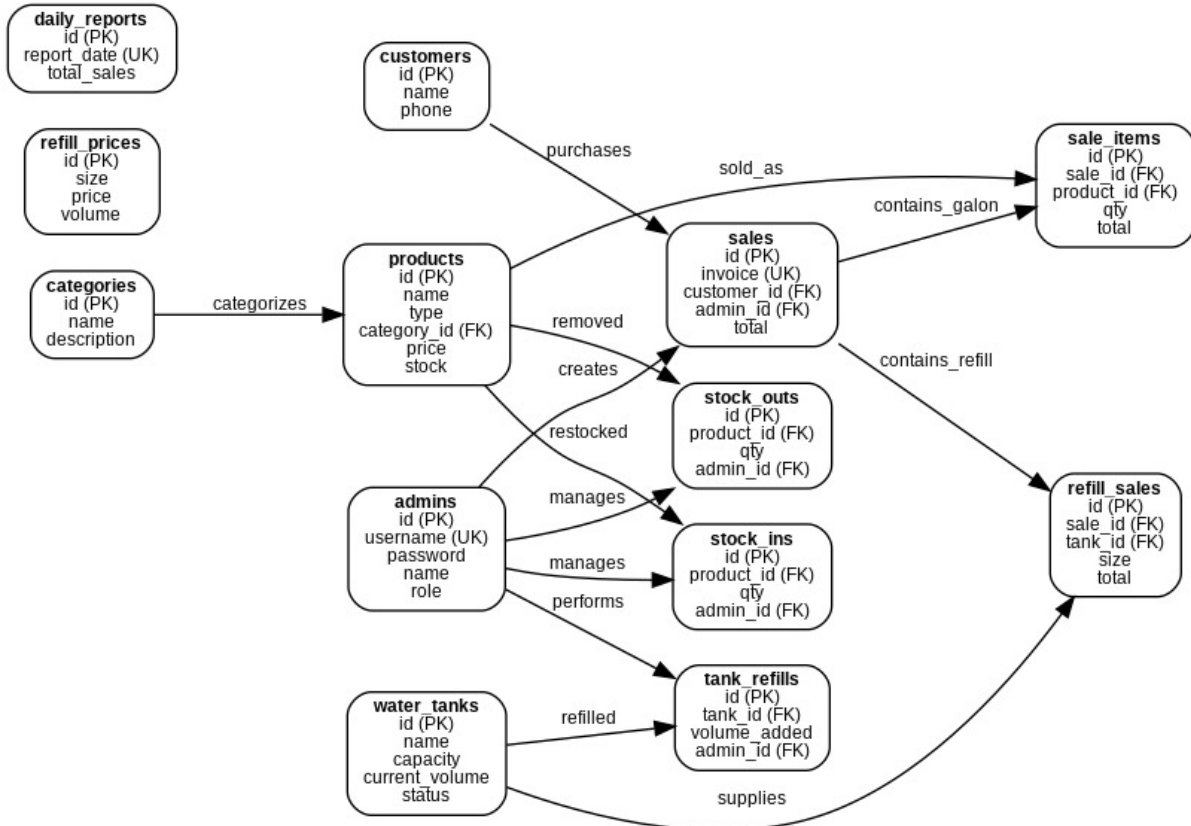 daily_reports
id (PK)
report_date (UK)
total_sales
refill_prices
id (PK)
size
price
volume
categories
id (PK)
name
description
categorizes
customers
id (PK)
name
phone
purchases
products
id (PK)
name
type
category_id (FK)
price
stock
sold_as
removed
creates
restocked
admins
id (PK)
username (UK)
password
name
role
manages
manages
performs
water_tanks
id (PK)
name
capacity
current_volume
status
refilled
supplies
sales
id (PK)
invoice (UK)
customer_id (FK)
admin_id (FK)
total
contains_galon
contains_refill
stock_outs
id (PK)
product_id (FK)
qty
admin_id (FK)
stock_ins
id (PK)
product_id (FK)
qty
admin_id (FK)
tank_refills
id (PK)
tank_id (FK)
volume_added
admin_id (FK)
sale_items
id (PK)
sale_id (FK)
product_id (FK)
qty
total
refill_sales
id (PK)
sale_id (FK)
tank_id (FK)
size
total